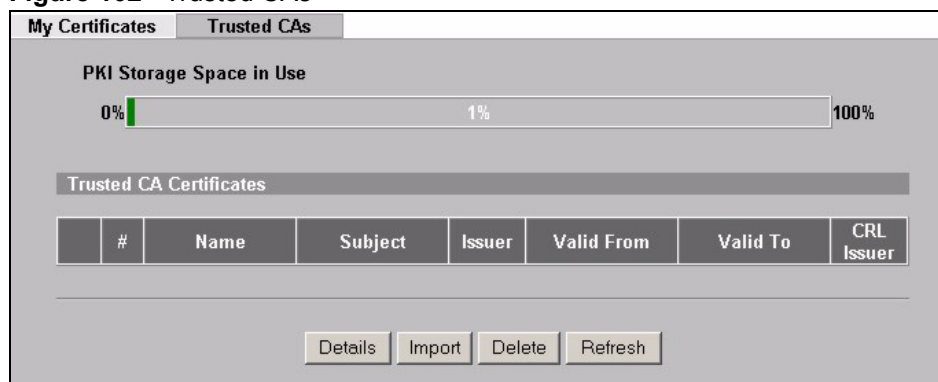 My Certificates Trusted CAs
PKI Storage Space in Use
0% 1% 100%
Trusted CA Certificates
# Name Subject Issuer Valid From Valid To CRL Issuer
Details Import Delete Refresh